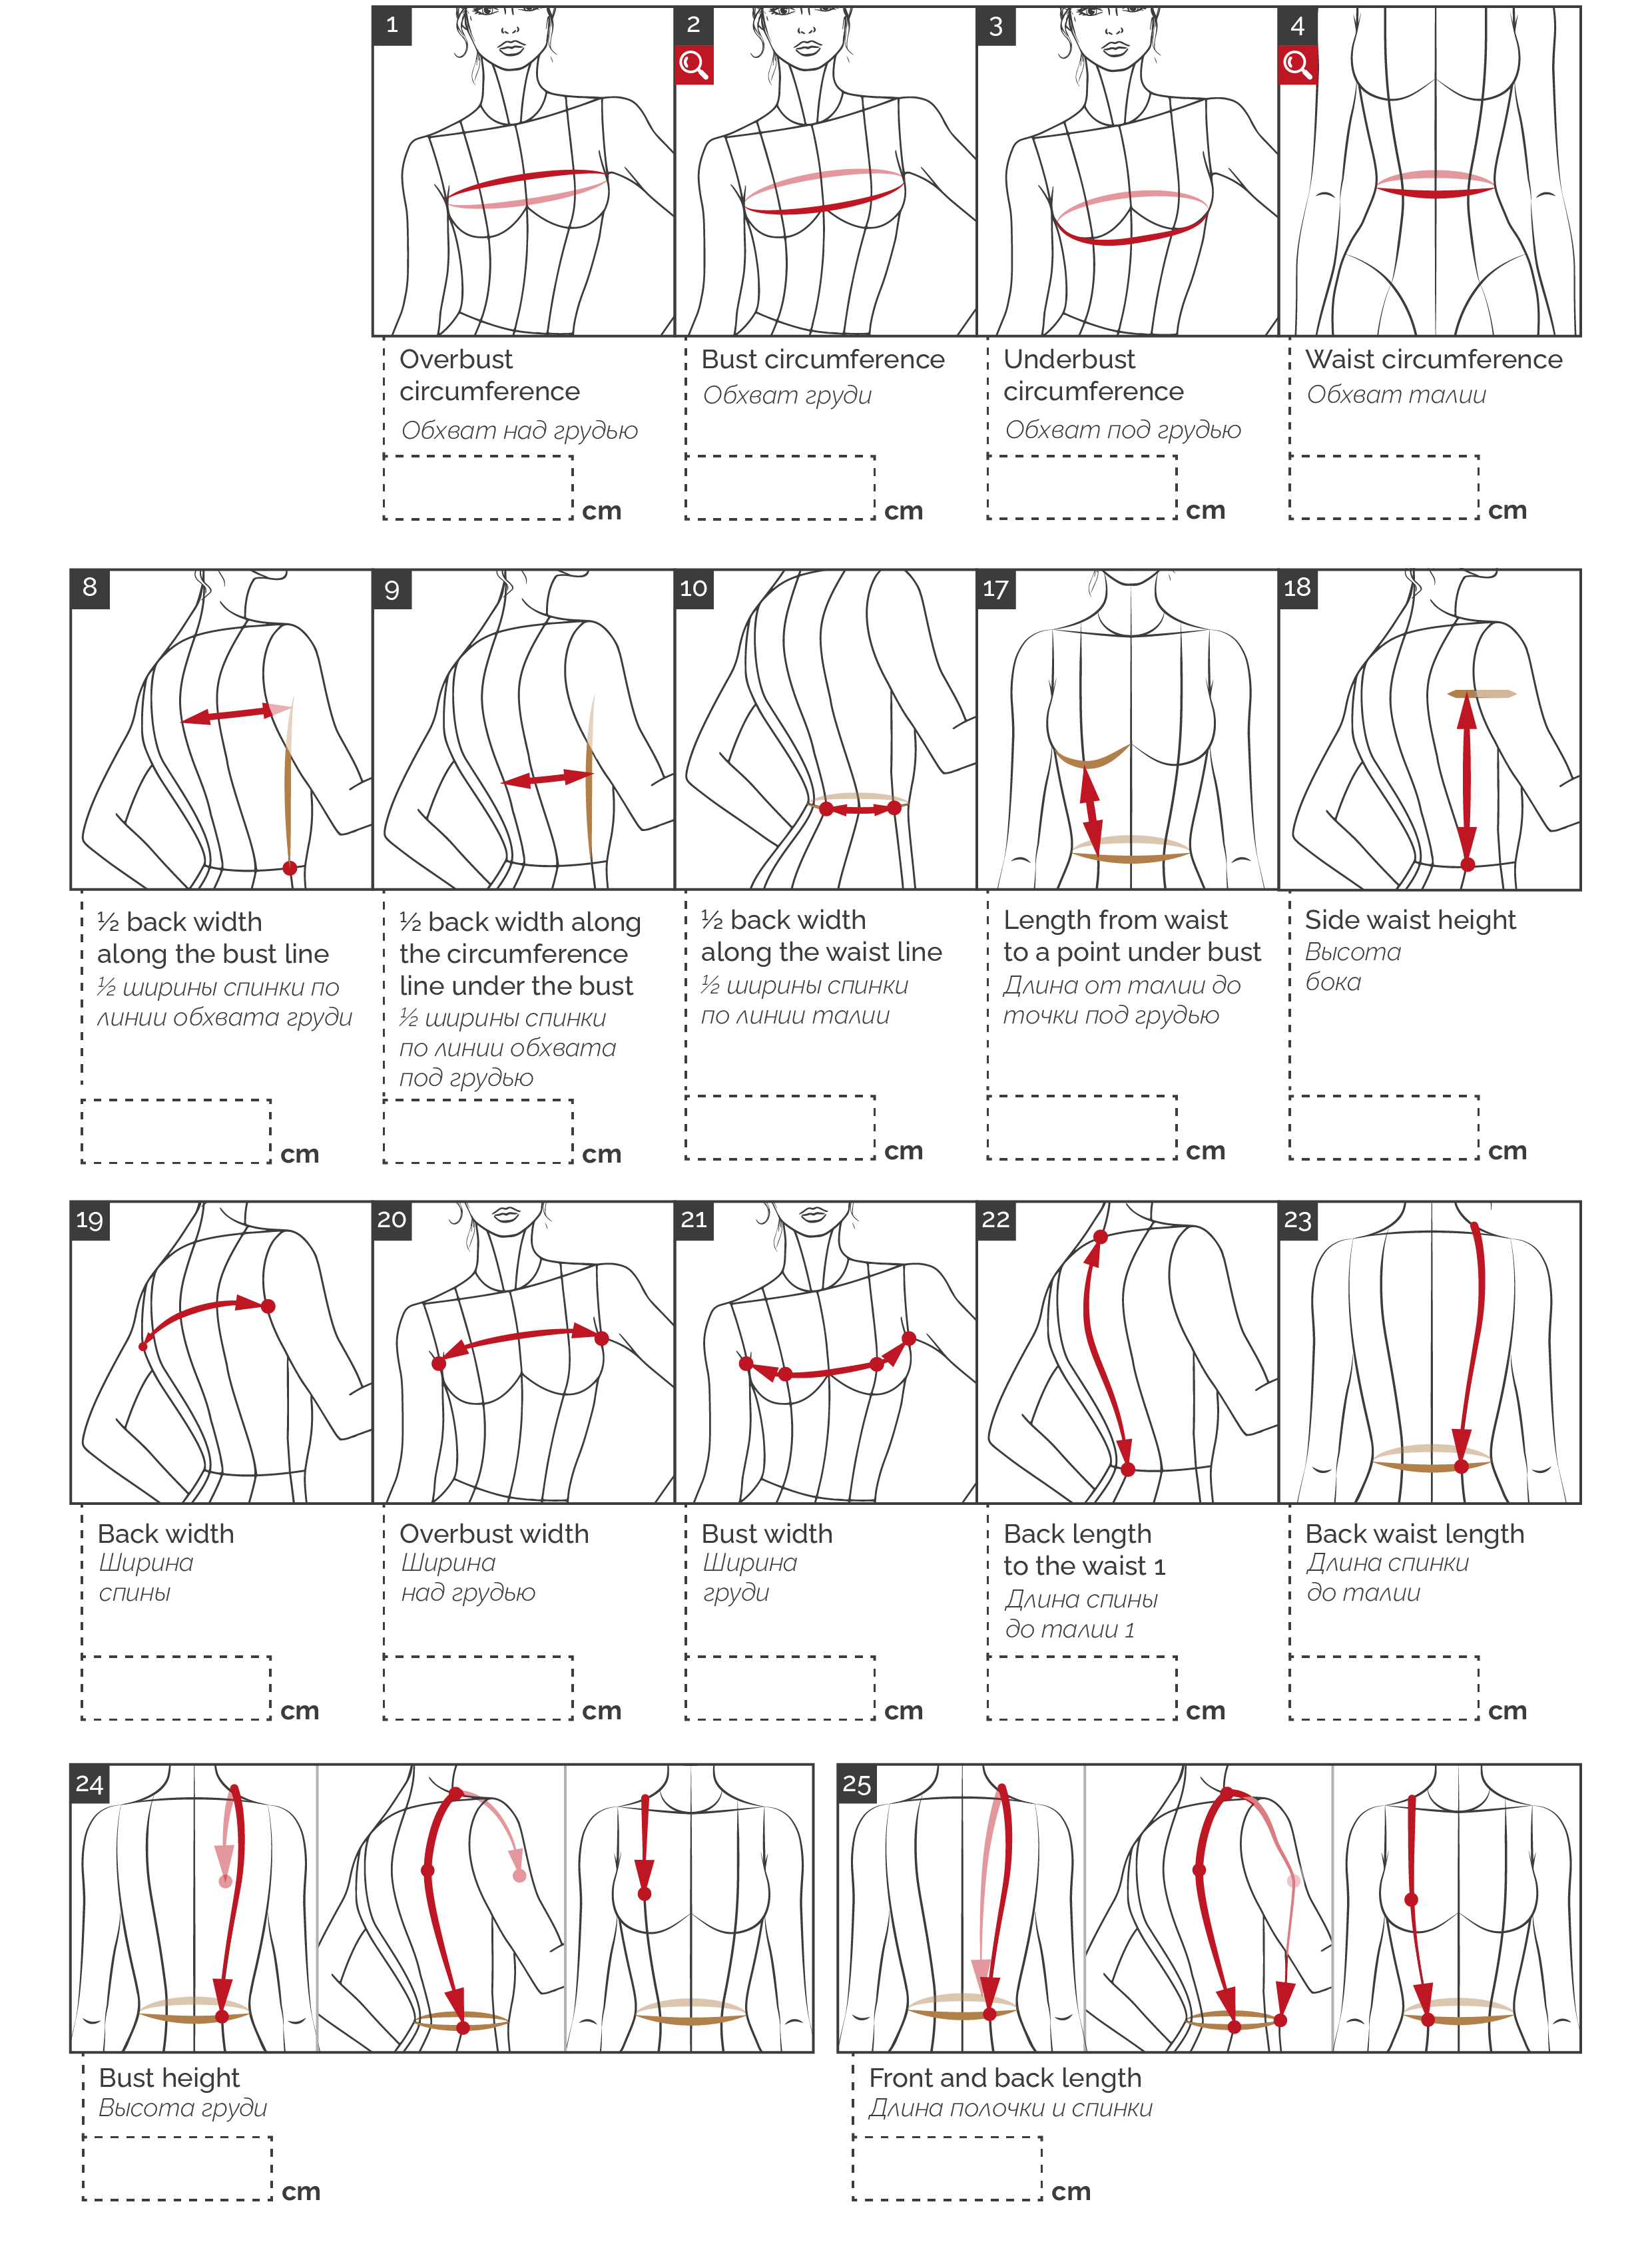 1
2
3
4
Overbust
circumference
Обхват над грудью
cm
Bust circumference
Обхват груди
cm
Underbust
circumference
Обхват под грудью
cm
Waist circumference
Обхват талии
cm
8
9
10
17
18
½ back width
along the bust line
½ ширины спинки по
линии обхвата груди
cm
½ back width along
the circumference
line under the bust
½ ширины спинки
по линии обхвата
под грудью
cm
½ back width
along the waist line
½ ширины спинки
по линии талии
cm
Length from waist
to a point under bust
Длина от талии до
точки под грудью
cm
Side waist height
Высота
бока
cm
19
20
21
22
23
Back width
Ширина
спины
cm
Overbust width
Ширина
над грудью
cm
Bust width
Ширина
груди
cm
Back length
to the waist 1
Длина спины
до талии 1
cm
Back waist length
Длина спинки
до талии
cm
24
25
Bust height
Высота груди
cm
Front and back length
Длина полочки и спинки
cm